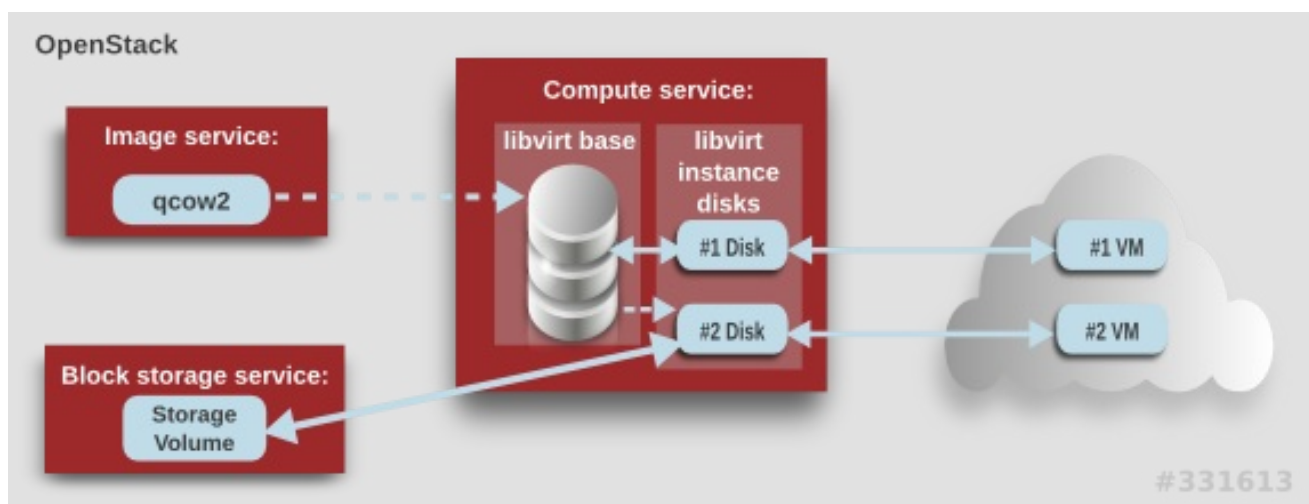 OpenStack
Image service:
qcow2
Compute service:
libvirt base
libvirt
instance
disks
#1 Disk
#2 Disk
#1 VM
#2 VM
Block storage service:
Storage
Volume
#331613